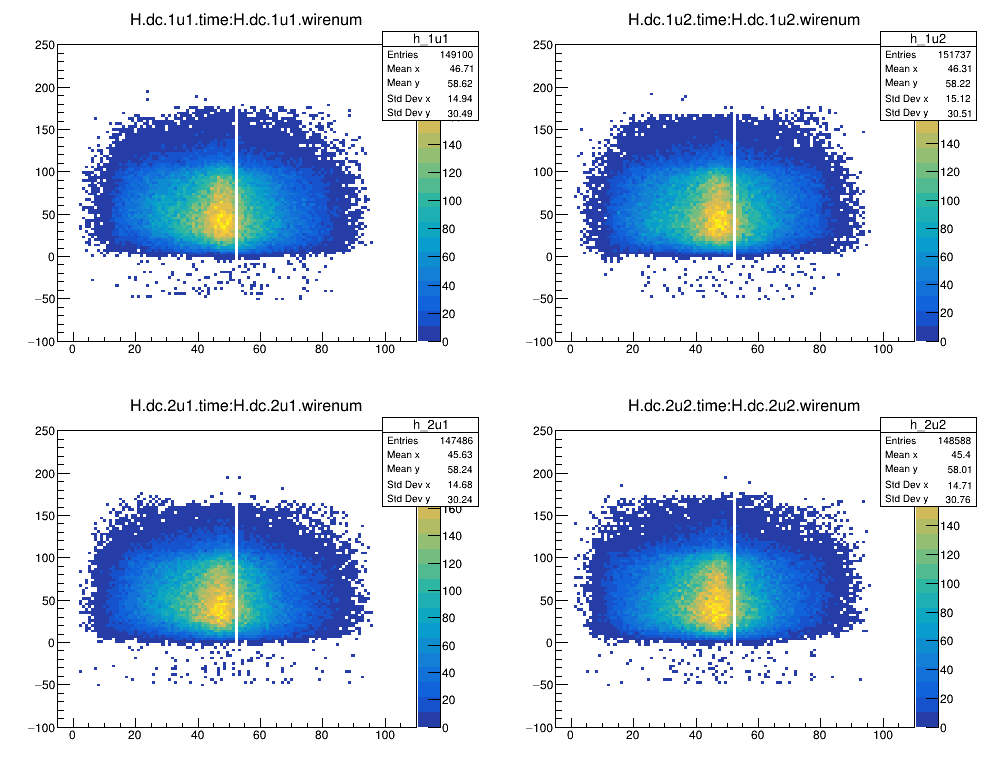 H.dc.1u1.time:H.dc.1u1.wirenum
h_1u1
Entries 149100
Mean x 46.71
Mean y 58.62
Std Dev x 14.94
Std Dev y 30.49
250
200
150
100
50
0
−50
−100
0 20 40 60 80 100
140
120
100
80
60
40
20
0
H.dc.1u2.time:H.dc.1u2.wirenum
h_1u2
Entries 151737
Mean x 46.31
Mean y 58.22
Std Dev x 15.12
Std Dev y 30.51
250
200
150
100
50
0
−50
−100
0 20 40 60 80 100
140
120
100
80
60
40
20
0
H.dc.2u1.time:H.dc.2u1.wirenum
h_2u1
Entries 147486
Mean x 45.63
Mean y 58.24
Std Dev x 14.68
Std Dev y 30.24
250
200
150
100
50
0
−50
−100
0 20 40 60 80 100
160
140
120
100
80
60
40
20
0
H.dc.2u2.time:H.dc.2u2.wirenum
h_2u2
Entries 148588
Mean x 45.4
Mean y 58.01
Std Dev x 14.71
Std Dev y 30.76
250
200
150
100
50
0
−50
−100
0 20 40 60 80 100
140
120
100
80
60
40
20
0